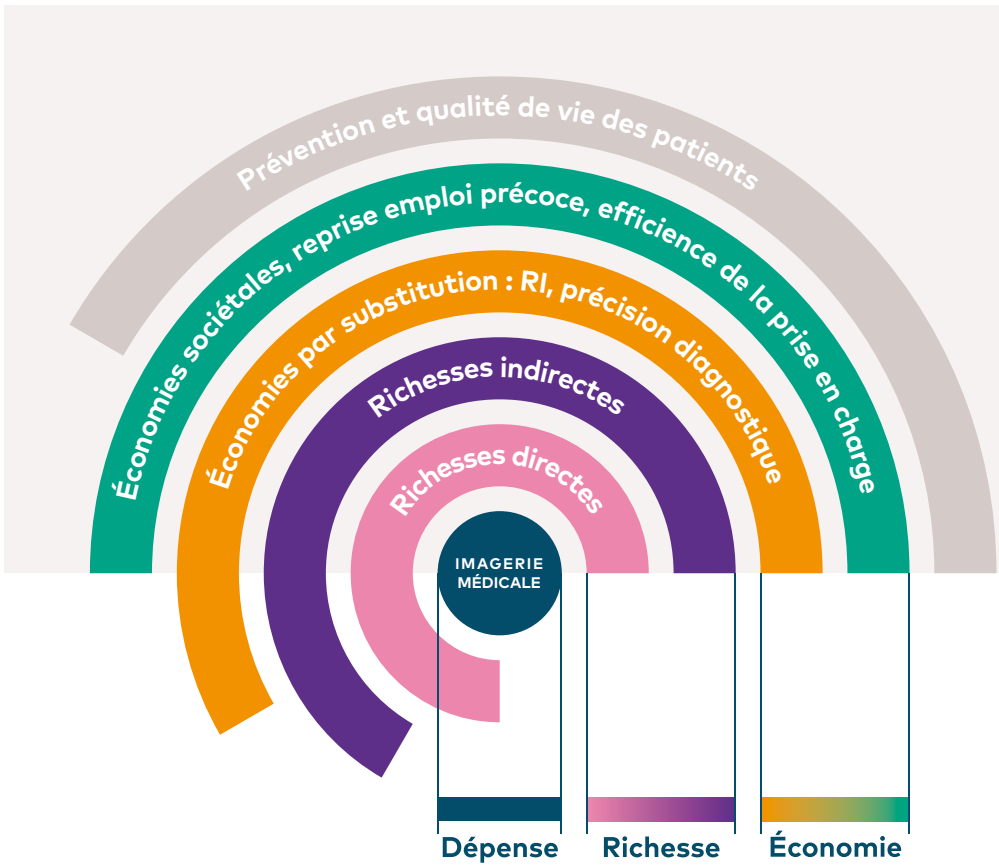 Prévention et qualité de vie des patients
Économies sociétales, reprise emploi précoce, efficience de la prise en charge
Économies par substitution : RI, précision diagnostique
Richesses indirectes
Richesses directes
IMAGERIE
MÉDICALE
Dépense
Richesse
Économie